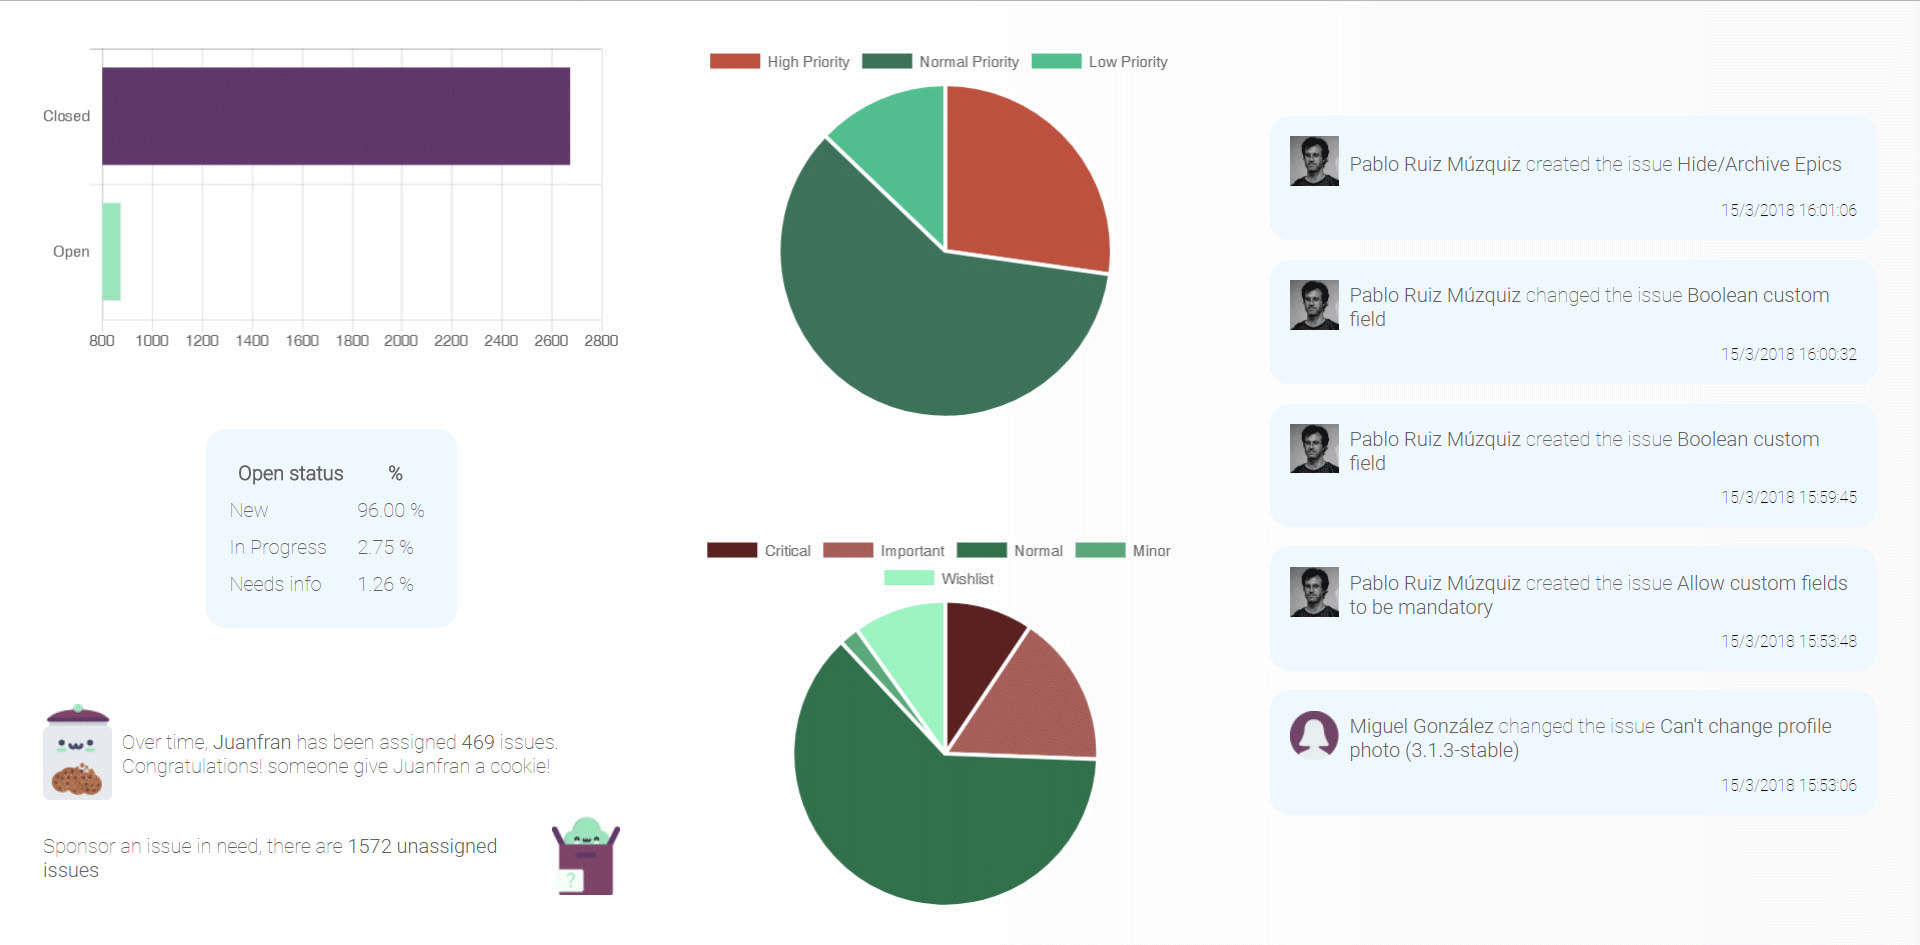 Closed
Open
800 1000 1200 1400 1600 1800 2000 2200 2400 2600 2800
Open status %
New 96.00 %
In Progress 2.75 %
Needs info 1.26 %
Over time, Juanfran has been assigned 469 issues.
Congratulations! someone give Juanfran a cookie!
Sponsor an issue in need, there are 1572 unassigned
issues
?
High Priority Normal Priority Low Priority
Critical Important Normal Minor
Wishlist
Pablo Ruiz Múzquiz created the issue Hide/Archive Epics
15/3/2018 16:01:06
Pablo Ruiz Múzquiz changed the issue Boolean custom
field
15/3/2018 16:00:32
Pablo Ruiz Múzquiz created the issue Boolean custom
field
15/3/2018 15:59:45
Pablo Ruiz Múzquiz created the issue Allow custom fields
to be mandatory
15/3/2018 15:53:48
Miguel González changed the issue Can't change profile
photo (3.1.3-stable)
15/3/2018 15:53:06